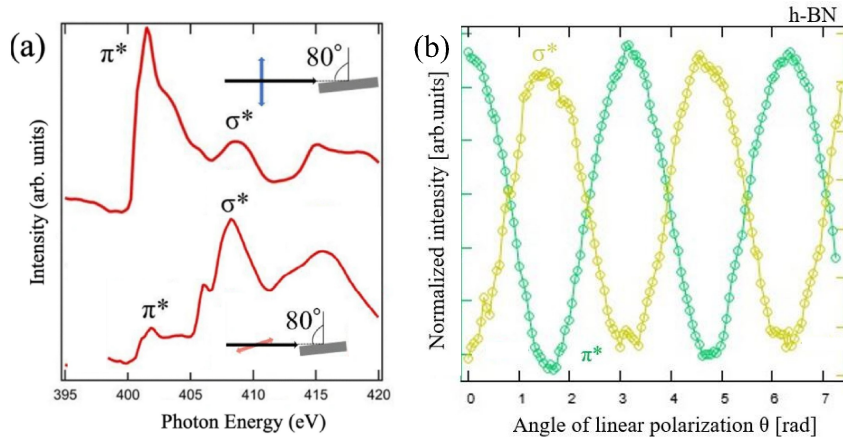 (a)
π*
80°
σ*
σ*
π*
80°
Intensity (arb. units)
395 400 405 410 415 420
Photon Energy (eV)
h-BN
(b)
σ*
π*
Normalized intensity [arb.units]
0 1 2 3 4 5 6 7
Angle of linear polarization θ [rad]